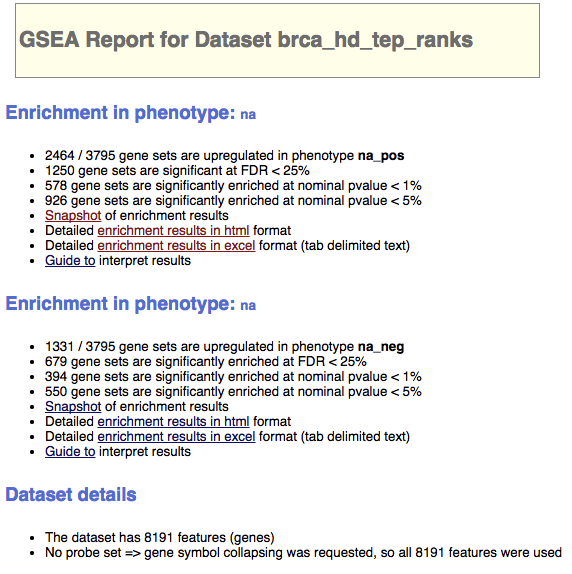 GSEA Report for Dataset brca_hd_tep_ranks
Enrichment in phenotype: na
• 2464 / 3795 gene sets are upregulated in phenotype na_pos
• 1250 gene sets are significant at FDR < 25%
• 578 gene sets are significantly enriched at nominal pvalue < 1%
• 926 gene sets are significantly enriched at nominal pvalue < 5%
• Snapshot of enrichment results
• Detailed enrichment results in html format
• Detailed enrichment results in excel format (tab delimited text)
• Guide to interpret results
Enrichment in phenotype: na
• 1331 / 3795 gene sets are upregulated in phenotype na_neg
• 679 gene sets are significantly enriched at FDR < 25%
• 394 gene sets are significantly enriched at nominal pvalue < 1%
• 550 gene sets are significantly enriched at nominal pvalue < 5%
• Snapshot of enrichment results
• Detailed enrichment results in html format
• Detailed enrichment results in excel format (tab delimited text)
• Guide to interpret results
Dataset details
• The dataset has 8191 features (genes)
• No probe set => gene symbol collapsing was requested, so all 8191 features were used